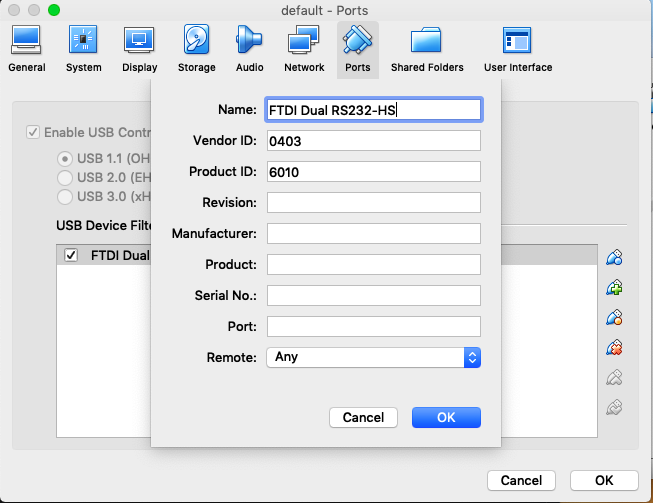 default - Ports
General System Display Storage Audio Network Ports Shared Folders User Interface
Name: FTDI Dual RS232-HS
Vendor ID: 0403
Enable USB Contr
USB 1.1 (OH
Product ID: 6010
USB 2.0 (EH
USB 3.0 (xH
Revision:
USB Device Filte
Manufacturer:
FTDI Dual
Product:
Serial No.:
Port:
Remote: Any
Cancel OK
Cancel OK